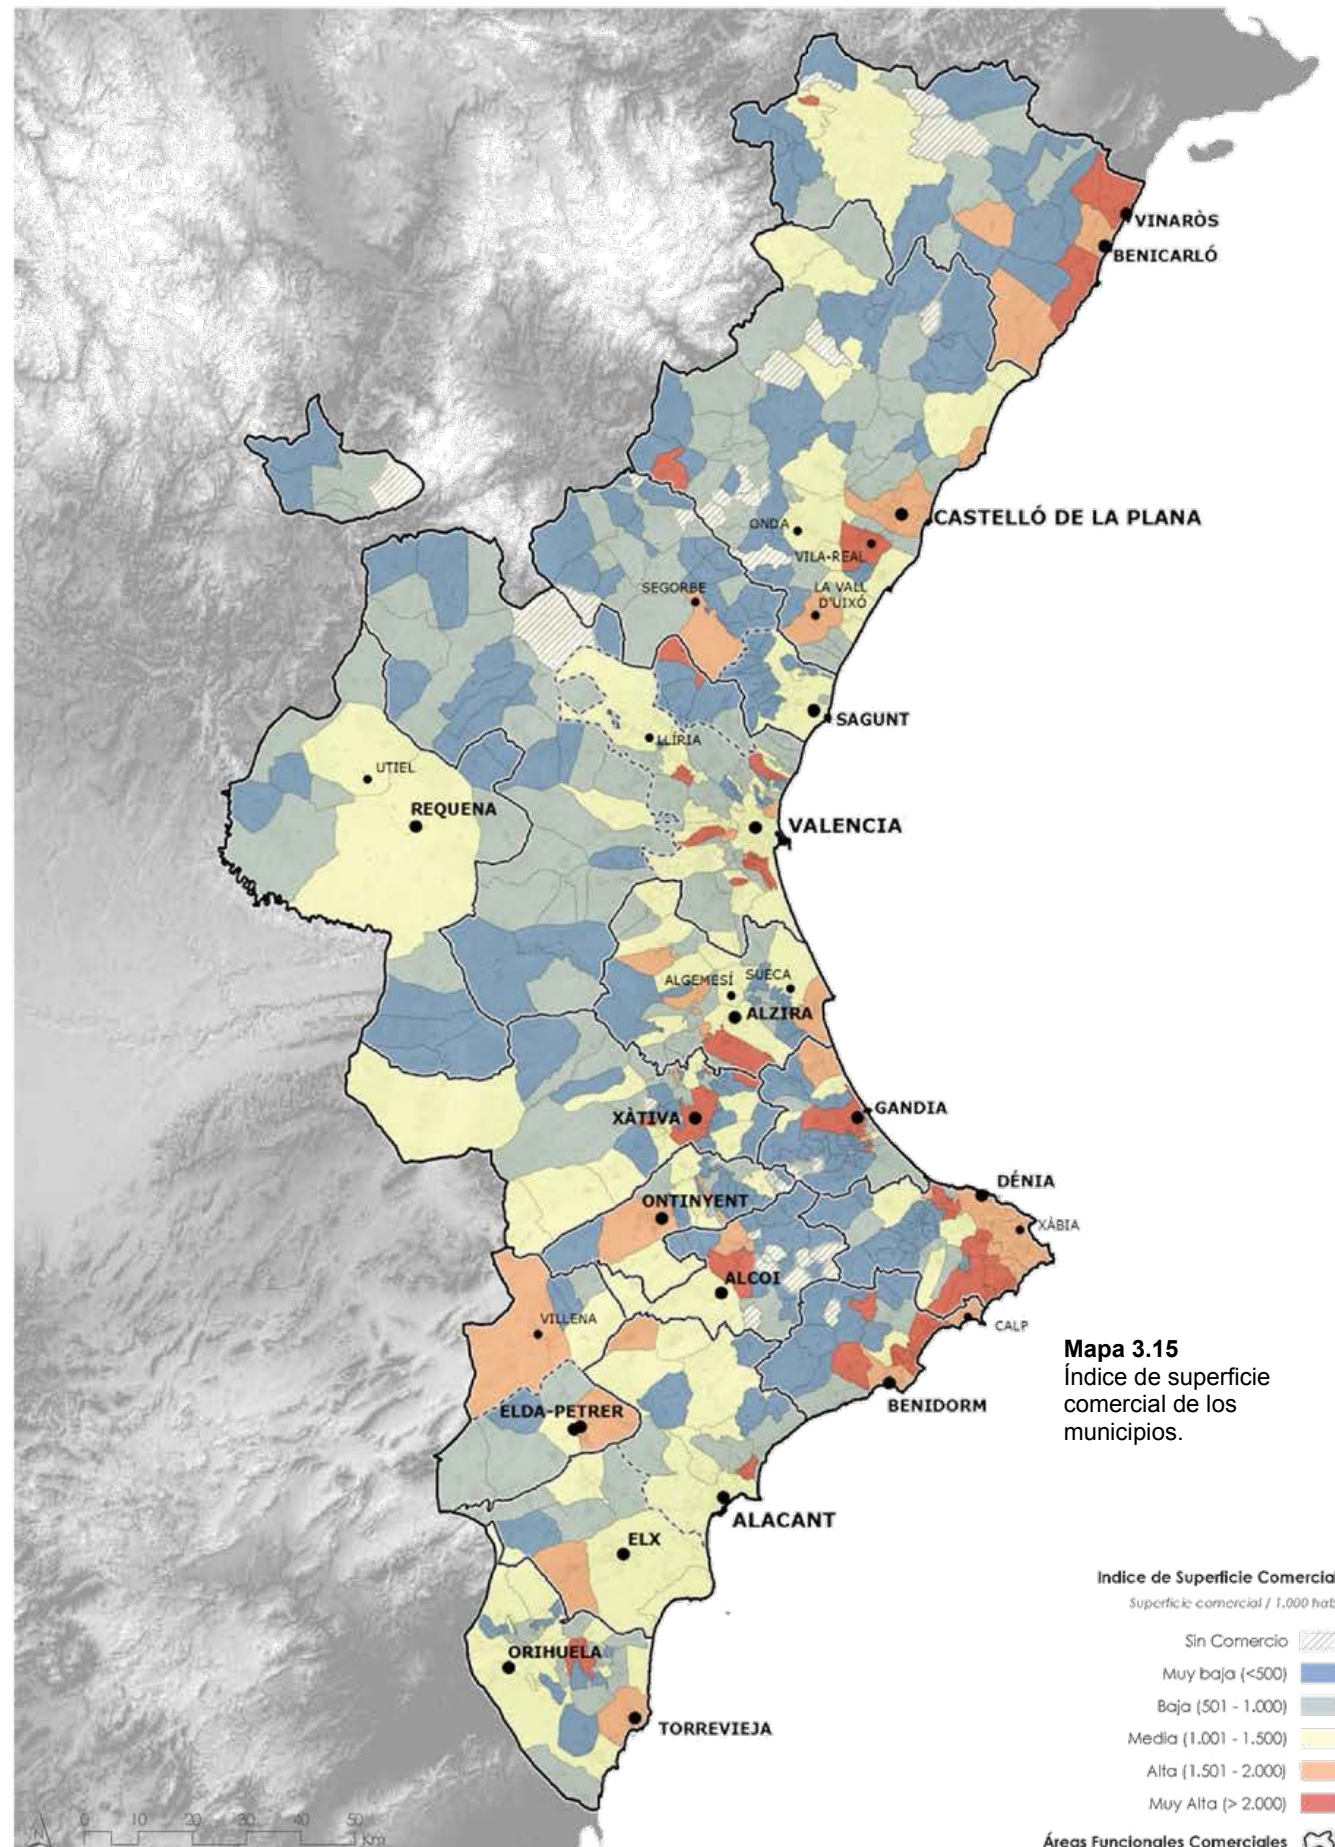 VINARÒS
BENICARLÓ
CASTELLÓ DE LA PLANA
ONDA
VILA-REAL
SEGORBE
LA VALL
D'UIXÓ
SAGUNT
LLÍRIA
UTIEL
REQUENA
VALENCIA
ALGEMESÍ
SUECA
ALZIRA
GANDIA
XÀTIVA
DÉNIA
ONTINYENT
XÀBIA
ALCOI
VILLENA
CALP
Mapa 3.15
Índice de superficie
comercial de los
municipios.
BENIDORM
ELDA-PETRER
ALACANT
ELX
Indice de Superficie Comercial
Superficie comercial / 1.000 hab
Sin Comercio
Muy baja (<500)
ORIHUELA
Baja (501 - 1.000)
TORREVIEJA
Media (1.001 - 1.500)
Alta (1.501 - 2.000)
Muy Alta (> 2.000)
0 10 20 30 40 50
Km
N
Áreas Funcionales Comerciales